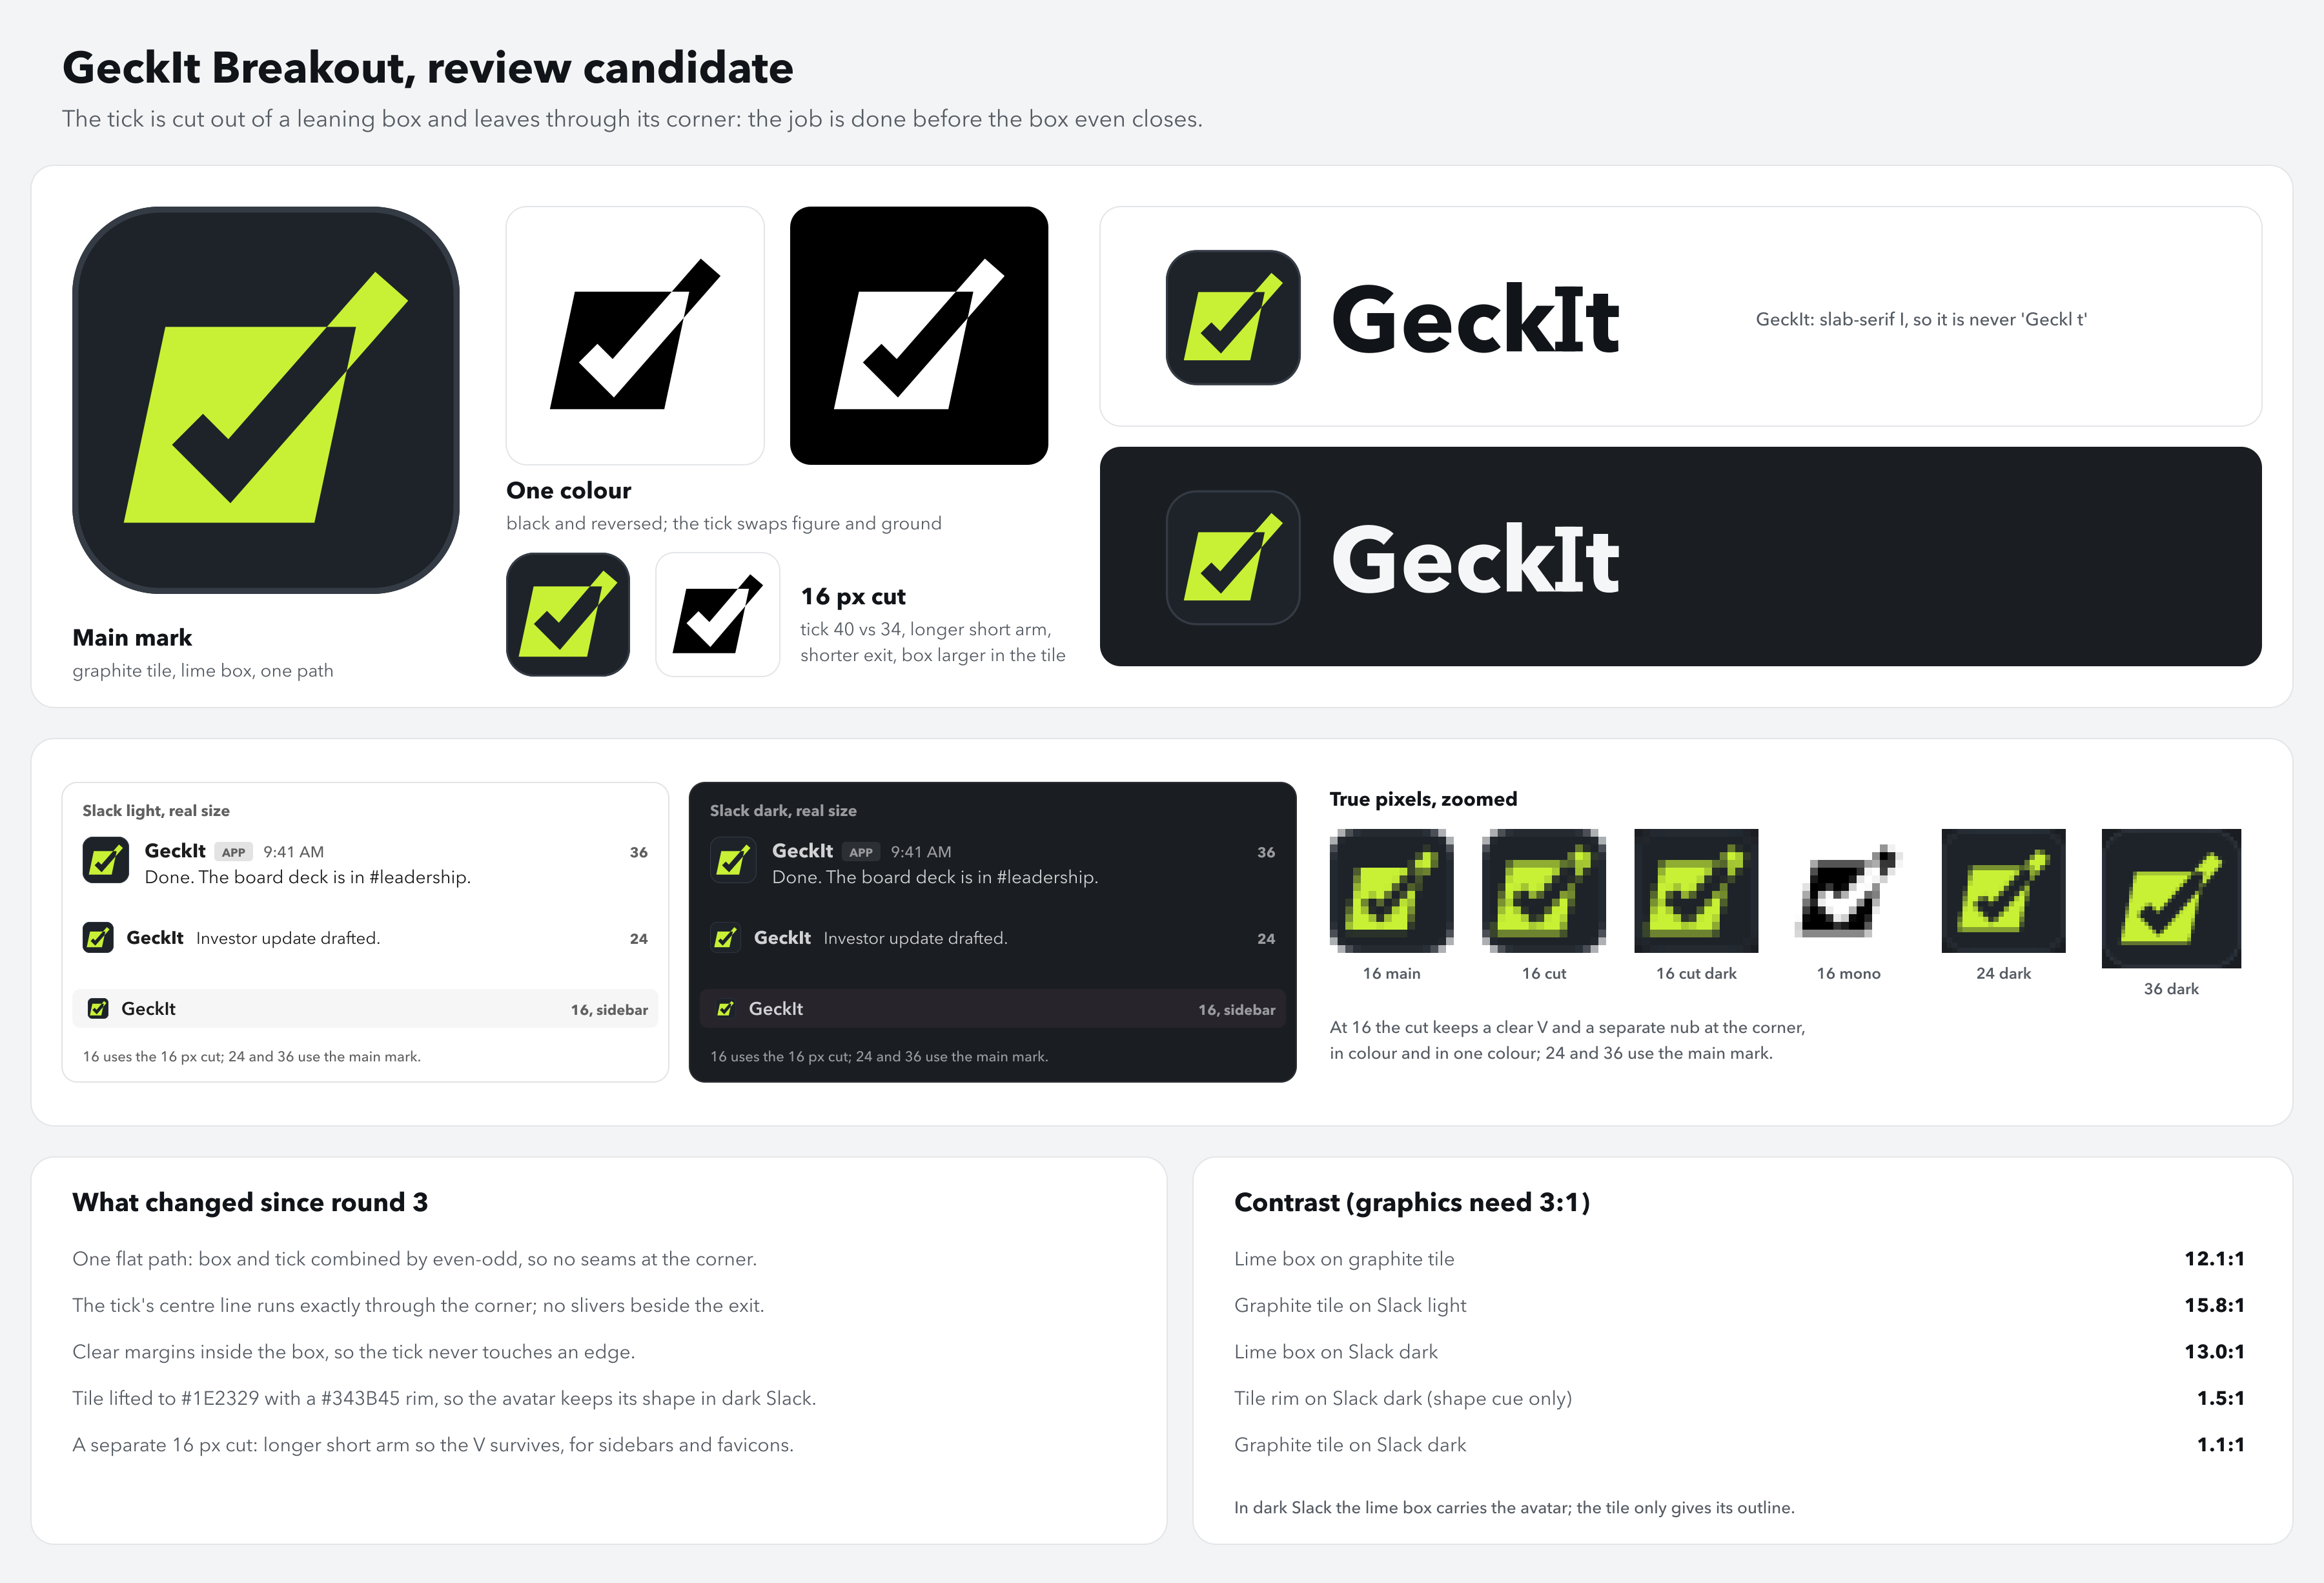 GeckIt Breakout, review candidate
The tick is cut out of a leaning box and leaves through its corner: the job is done before the box even closes.
Main mark
graphite tile, lime box, one path
One colour
black and reversed; the tick swaps figure and ground
16 px cut
tick 40 vs 34, longer short arm,
shorter exit, box larger in the tile
GeckIt
GeckIt: slab-serif I, so it is never 'Geckl t'
GeckIt
Slack light, real size
GeckIt APP 9:41 AM 36
Done. The board deck is in #leadership.
GeckIt Investor update drafted. 24
GeckIt 16, sidebar
16 uses the 16 px cut; 24 and 36 use the main mark.
Slack dark, real size
GeckIt APP 9:41 AM 36
Done. The board deck is in #leadership.
GeckIt Investor update drafted. 24
GeckIt 16, sidebar
16 uses the 16 px cut; 24 and 36 use the main mark.
True pixels, zoomed
16 main 16 cut 16 cut dark 16 mono 24 dark 36 dark
At 16 the cut keeps a clear V and a separate nub at the corner,
in colour and in one colour; 24 and 36 use the main mark.
What changed since round 3
One flat path: box and tick combined by even-odd, so no seams at the corner.
The tick's centre line runs exactly through the corner; no slivers beside the exit.
Clear margins inside the box, so the tick never touches an edge.
Tile lifted to #1E2329 with a #343B45 rim, so the avatar keeps its shape in dark Slack.
A separate 16 px cut: longer short arm so the V survives, for sidebars and favicons.
Contrast (graphics need 3:1)
Lime box on graphite tile 12.1:1
Graphite tile on Slack light 15.8:1
Lime box on Slack dark 13.0:1
Tile rim on Slack dark (shape cue only) 1.5:1
Graphite tile on Slack dark 1.1:1
In dark Slack the lime box carries the avatar; the tile only gives its outline.